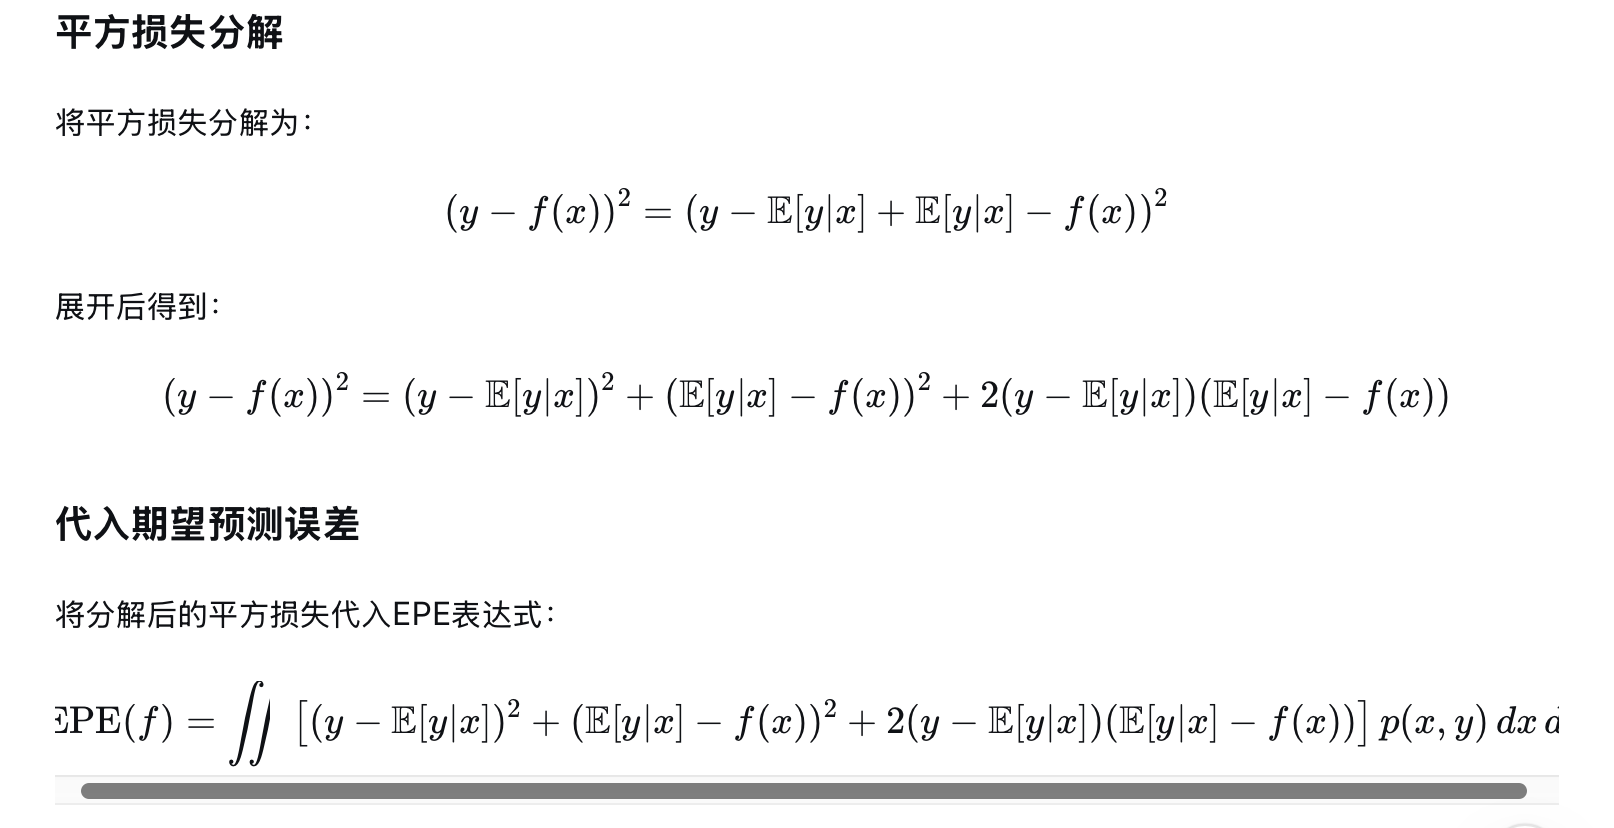 平方损失分解
将平方损失分解为：
(y − f(x))² = (y − 𝔼[y|x] + 𝔼[y|x] − f(x))²
展开后得到：
(y − f(x))² = (y − 𝔼[y|x])² + (𝔼[y|x] − f(x))² + 2(y − 𝔼[y|x])(𝔼[y|x] − f(x))
代入期望预测误差
将分解后的平方损失代入EPE表达式：
EPE(f) = ∬ [(y − 𝔼[y|x])² + (𝔼[y|x] − f(x))² + 2(y − 𝔼[y|x])(𝔼[y|x] − f(x))] p(x, y) dx d